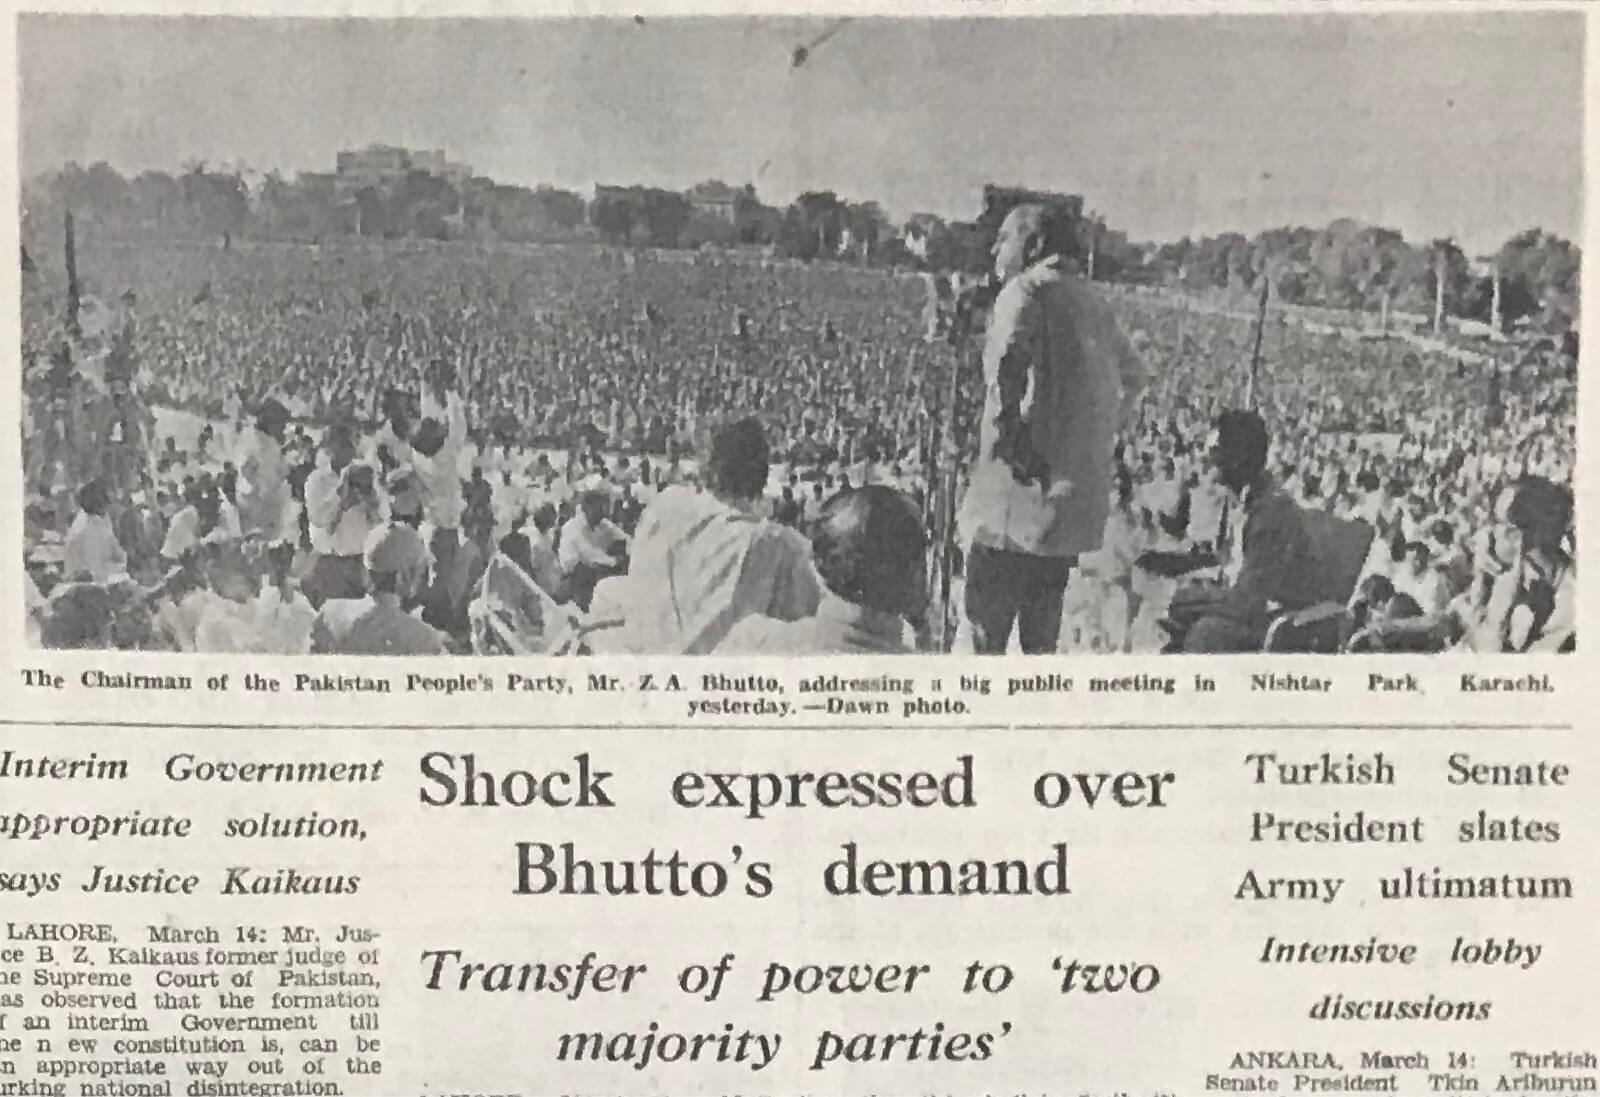 The Chairman of the Pakistan People's Party, Mr. Z. A. Bhutto, addressing a big public meeting in Nishtar Park, Karachi,
yesterday. —Dawn photo.
Interim Government
appropriate solution,
says Justice Kaikaus
LAHORE, March 14: Mr. Jus-
ce B. Z. Kaikaus former judge of
he Supreme Court of Pakistan,
as observed that the formation
f an interim Government till
he n ew constitution is, can be
n appropriate way out of the
urking national disintegration.
Shock expressed over
Bhutto's demand
Transfer of power to 'two
majority parties'
Turkish Senate
President slates
Army ultimatum
Intensive lobby
discussions
ANKARA, March 14: Turkish
Senate President Tkin Ariburun